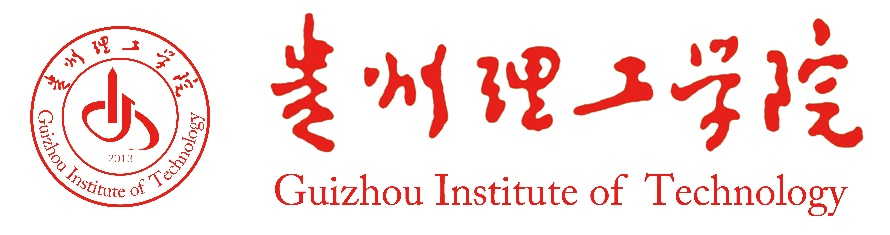 贵州理工学院
Guizhou Institute of Technology
2013
贵州理工学院
Guizhou Institute of Technology